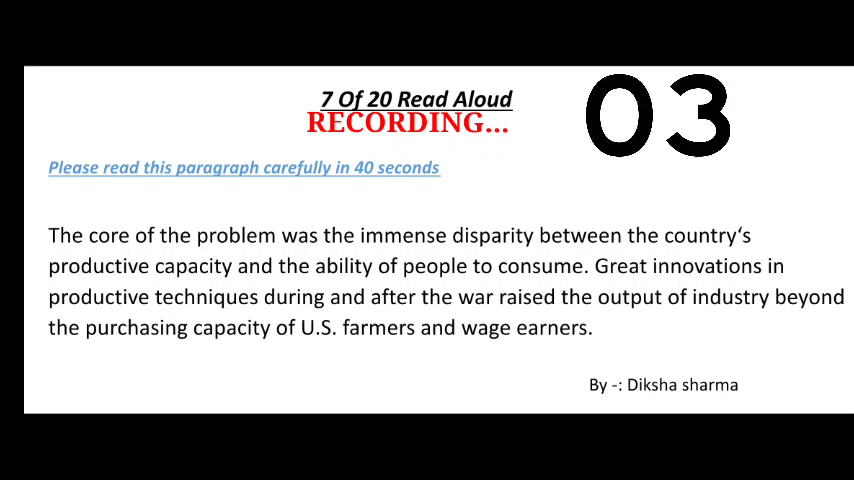 7 Of 20 Read Aloud
03
RECORDING...
Please read this paragraph carefully in 40 seconds
The core of the problem was the immense disparity between the country‘s
productive capacity and the ability of people to consume. Great innovations in
productive techniques during and after the war raised the output of industry beyond
the purchasing capacity of U.S. farmers and wage earners.
By -: Diksha sharma